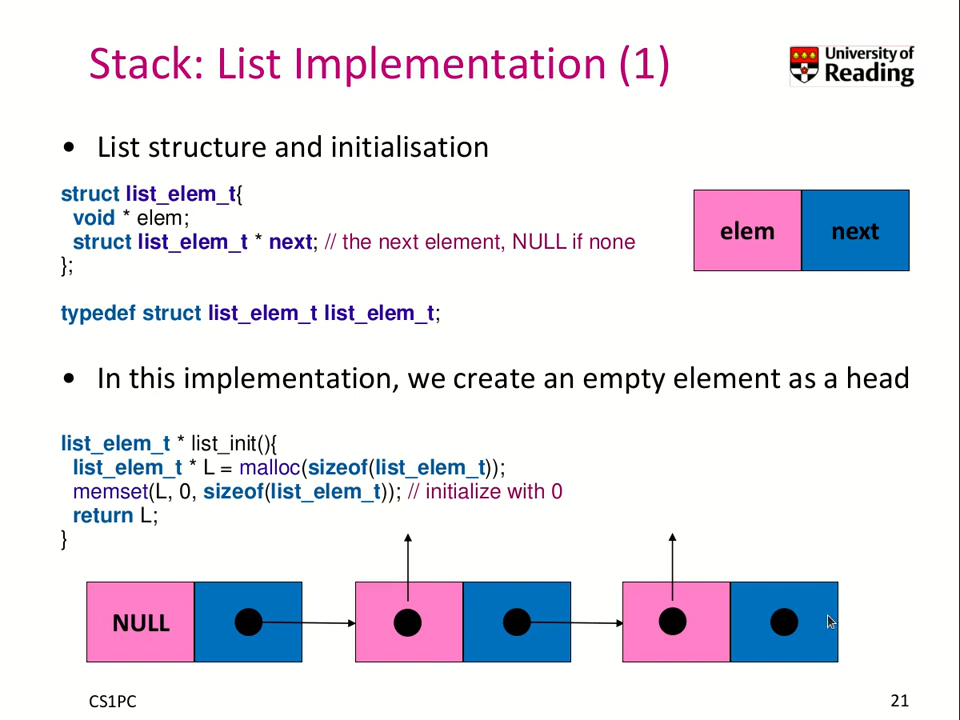 Stack: List Implementation (1)
University of
Reading
• List structure and initialisation
struct list_elem_t{
void * elem;
struct list_elem_t * next; // the next element, NULL if none
};
elem next
typedef struct list_elem_t list_elem_t;
• In this implementation, we create an empty element as a head
list_elem_t * list_init(){
list_elem_t * L = malloc(sizeof(list_elem_t));
memset(L, 0, sizeof(list_elem_t)); // initialize with 0
return L;
}
NULL
CS1PC
21